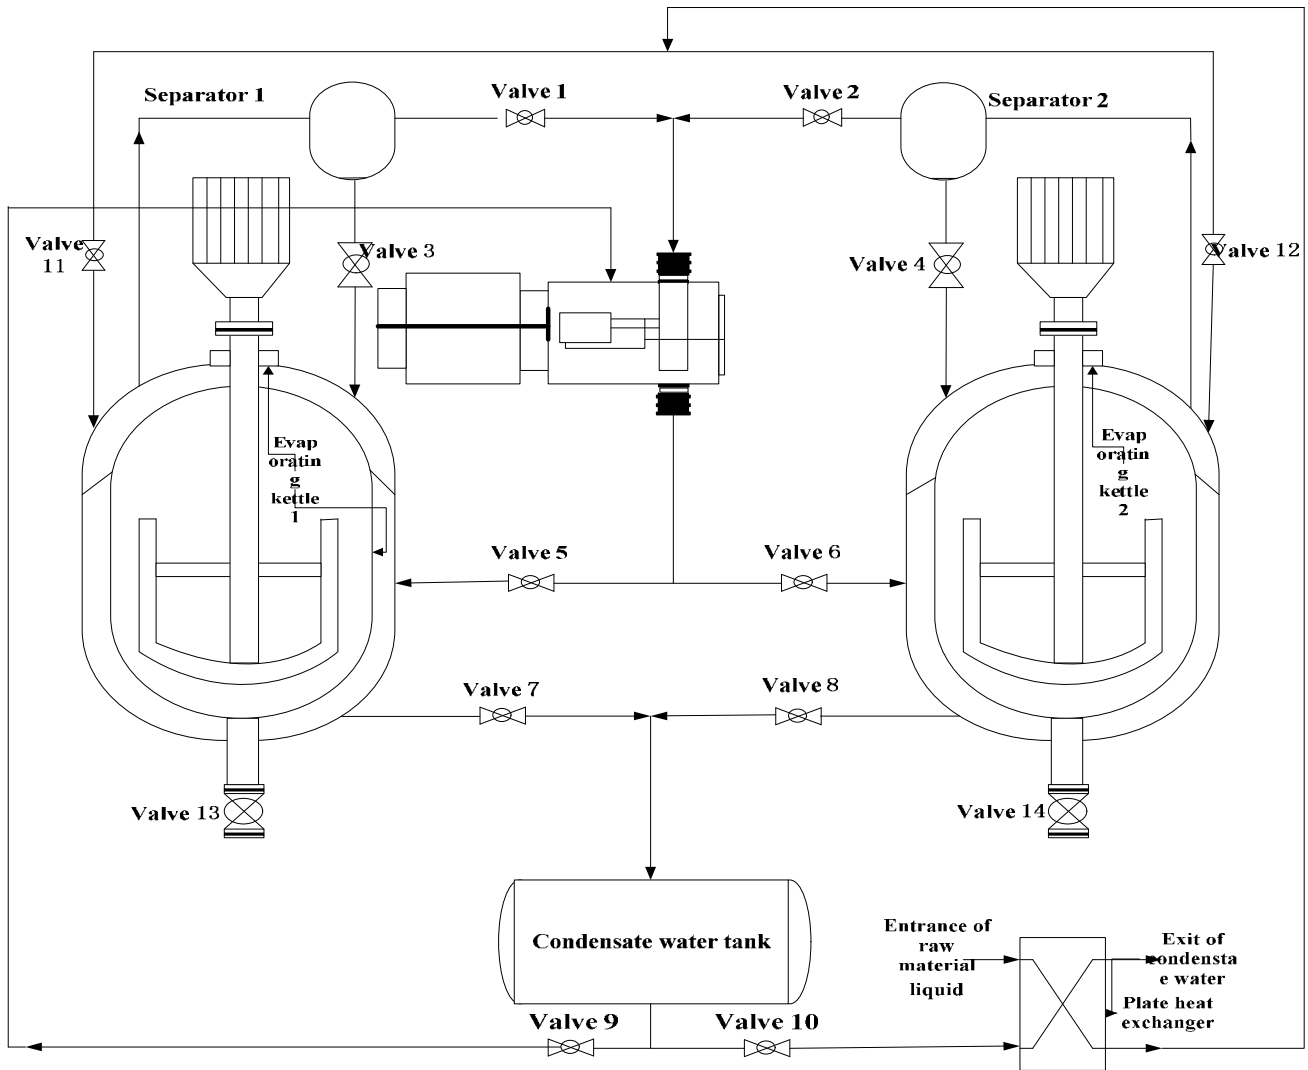 Separator 1
Valve 1
Valve 2
Separator 2
Valve
11
Valve 3
Valve 4
Valve 12
Evap
oratin
g
kettle
1
Evap
oratin
g
kettle
2
Valve 5
Valve 6
Valve 7
Valve 8
Valve 13
Valve 14
Condensate water tank
Entrance of
raw
material
liquid
Exit of
condensta
e water
Plate heat
exchanger
Valve 9
Valve 10